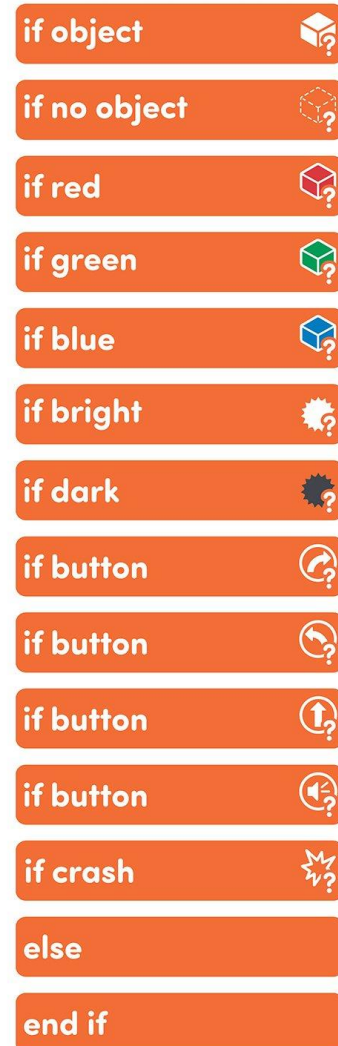 if object ?
if no object ?
if red ?
if green ?
if blue ?
if bright ?
if dark ?
if button ?
if button ?
if button ?
if button ?
if crash ?
else
end if